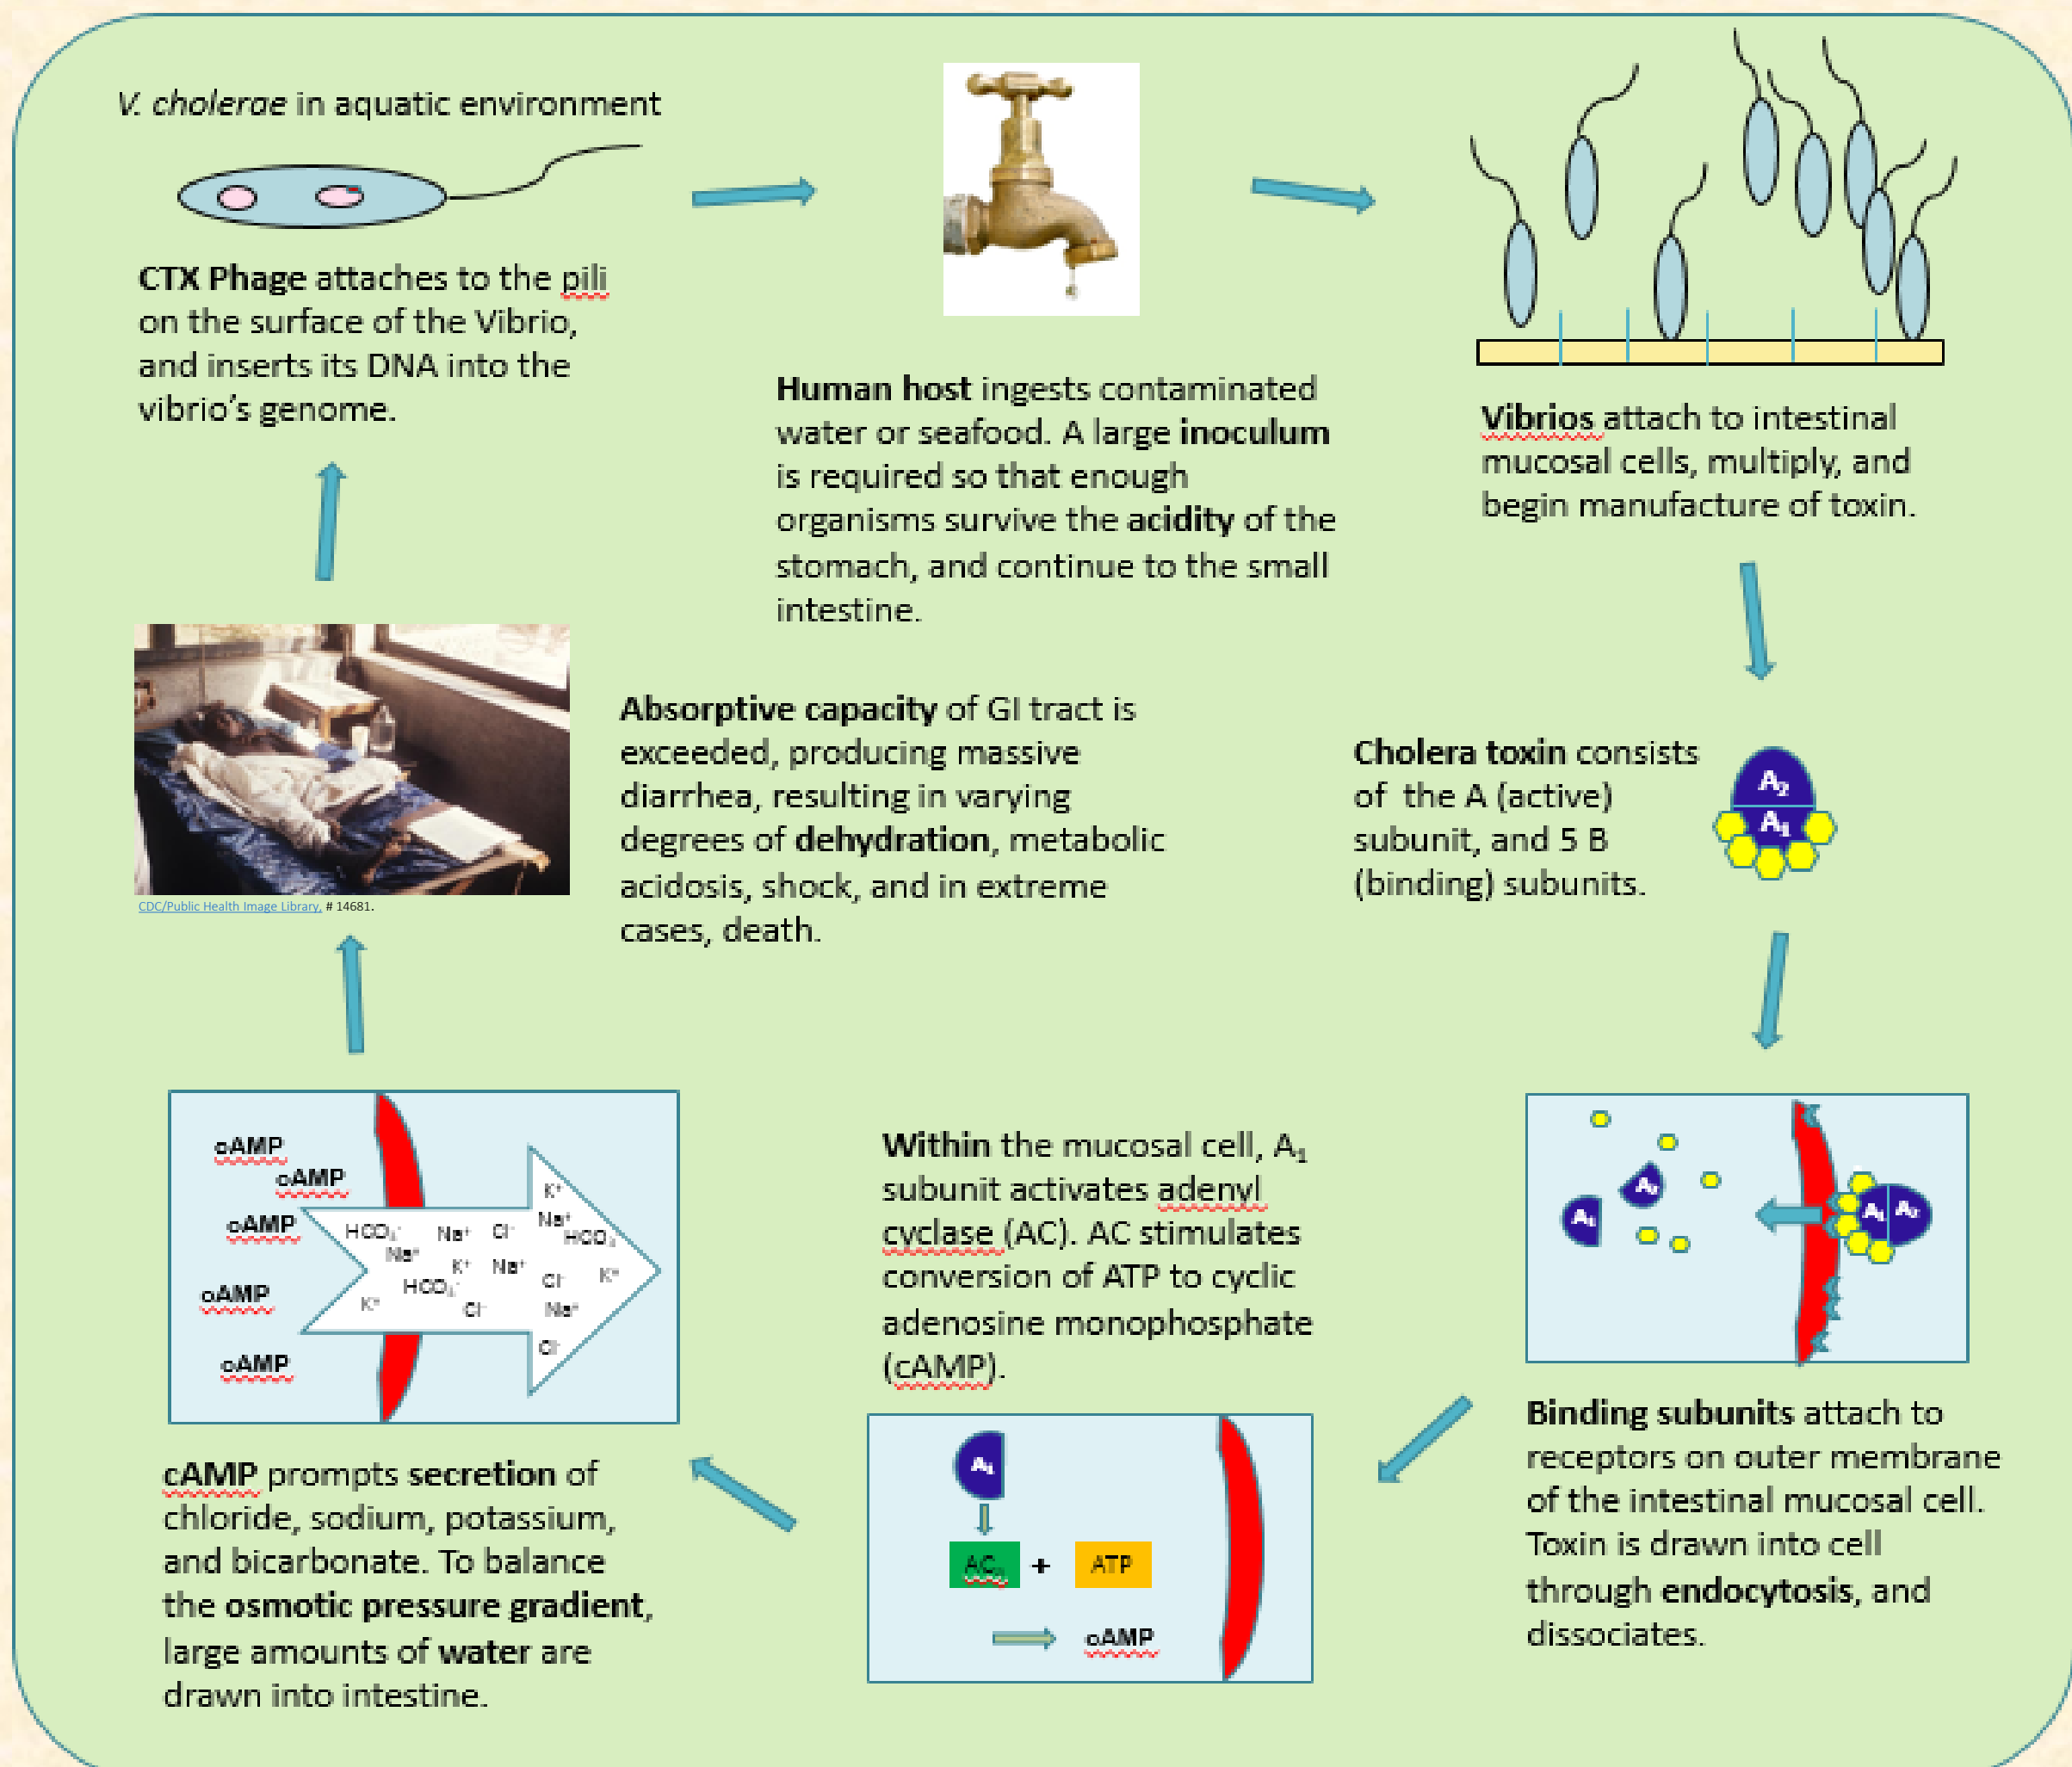 V. cholerae in aquatic environment
CTX Phage attaches to the pili
on the surface of the Vibrio,
and inserts its DNA into the
vibrio's genome.
Human host ingests contaminated
water or seafood. A large inoculum
is required so that enough
organisms survive the acidity of the
stomach, and continue to the small
intestine.
Vibrios attach to intestinal
mucosal cells, multiply, and
begin manufacture of toxin.
Cholera toxin consists
of the A (active)
subunit, and 5 B
(binding) subunits.
A₂
A₁
A₁
A₂
A₁ A₂
Binding subunits attach to
receptors on outer membrane
of the intestinal mucosal cell.
Toxin is drawn into cell
through endocytosis, and
dissociates.
Within the mucosal cell, A₁
subunit activates adenyl
cyclase (AC). AC stimulates
conversion of ATP to cyclic
adenosine monophosphate
(cAMP).
A₁
AC + ATP
cAMP
cAMP
cAMP
cAMP
cAMP
cAMP
K⁺
HCO₃⁻ Na⁺ Cl⁻ Na⁺
Na⁺ HCO₃⁻
K⁺ Na⁺
HCO₃⁻ Cl⁻ K⁺
K⁺ Cl⁻ Na⁺
Cl⁻
cAMP prompts secretion of
chloride, sodium, potassium,
and bicarbonate. To balance
the osmotic pressure gradient,
large amounts of water are
drawn into intestine.
Absorptive capacity of GI tract is
exceeded, producing massive
diarrhea, resulting in varying
degrees of dehydration, metabolic
acidosis, shock, and in extreme
cases, death.
CDC/Public Health Image Library, # 14681.